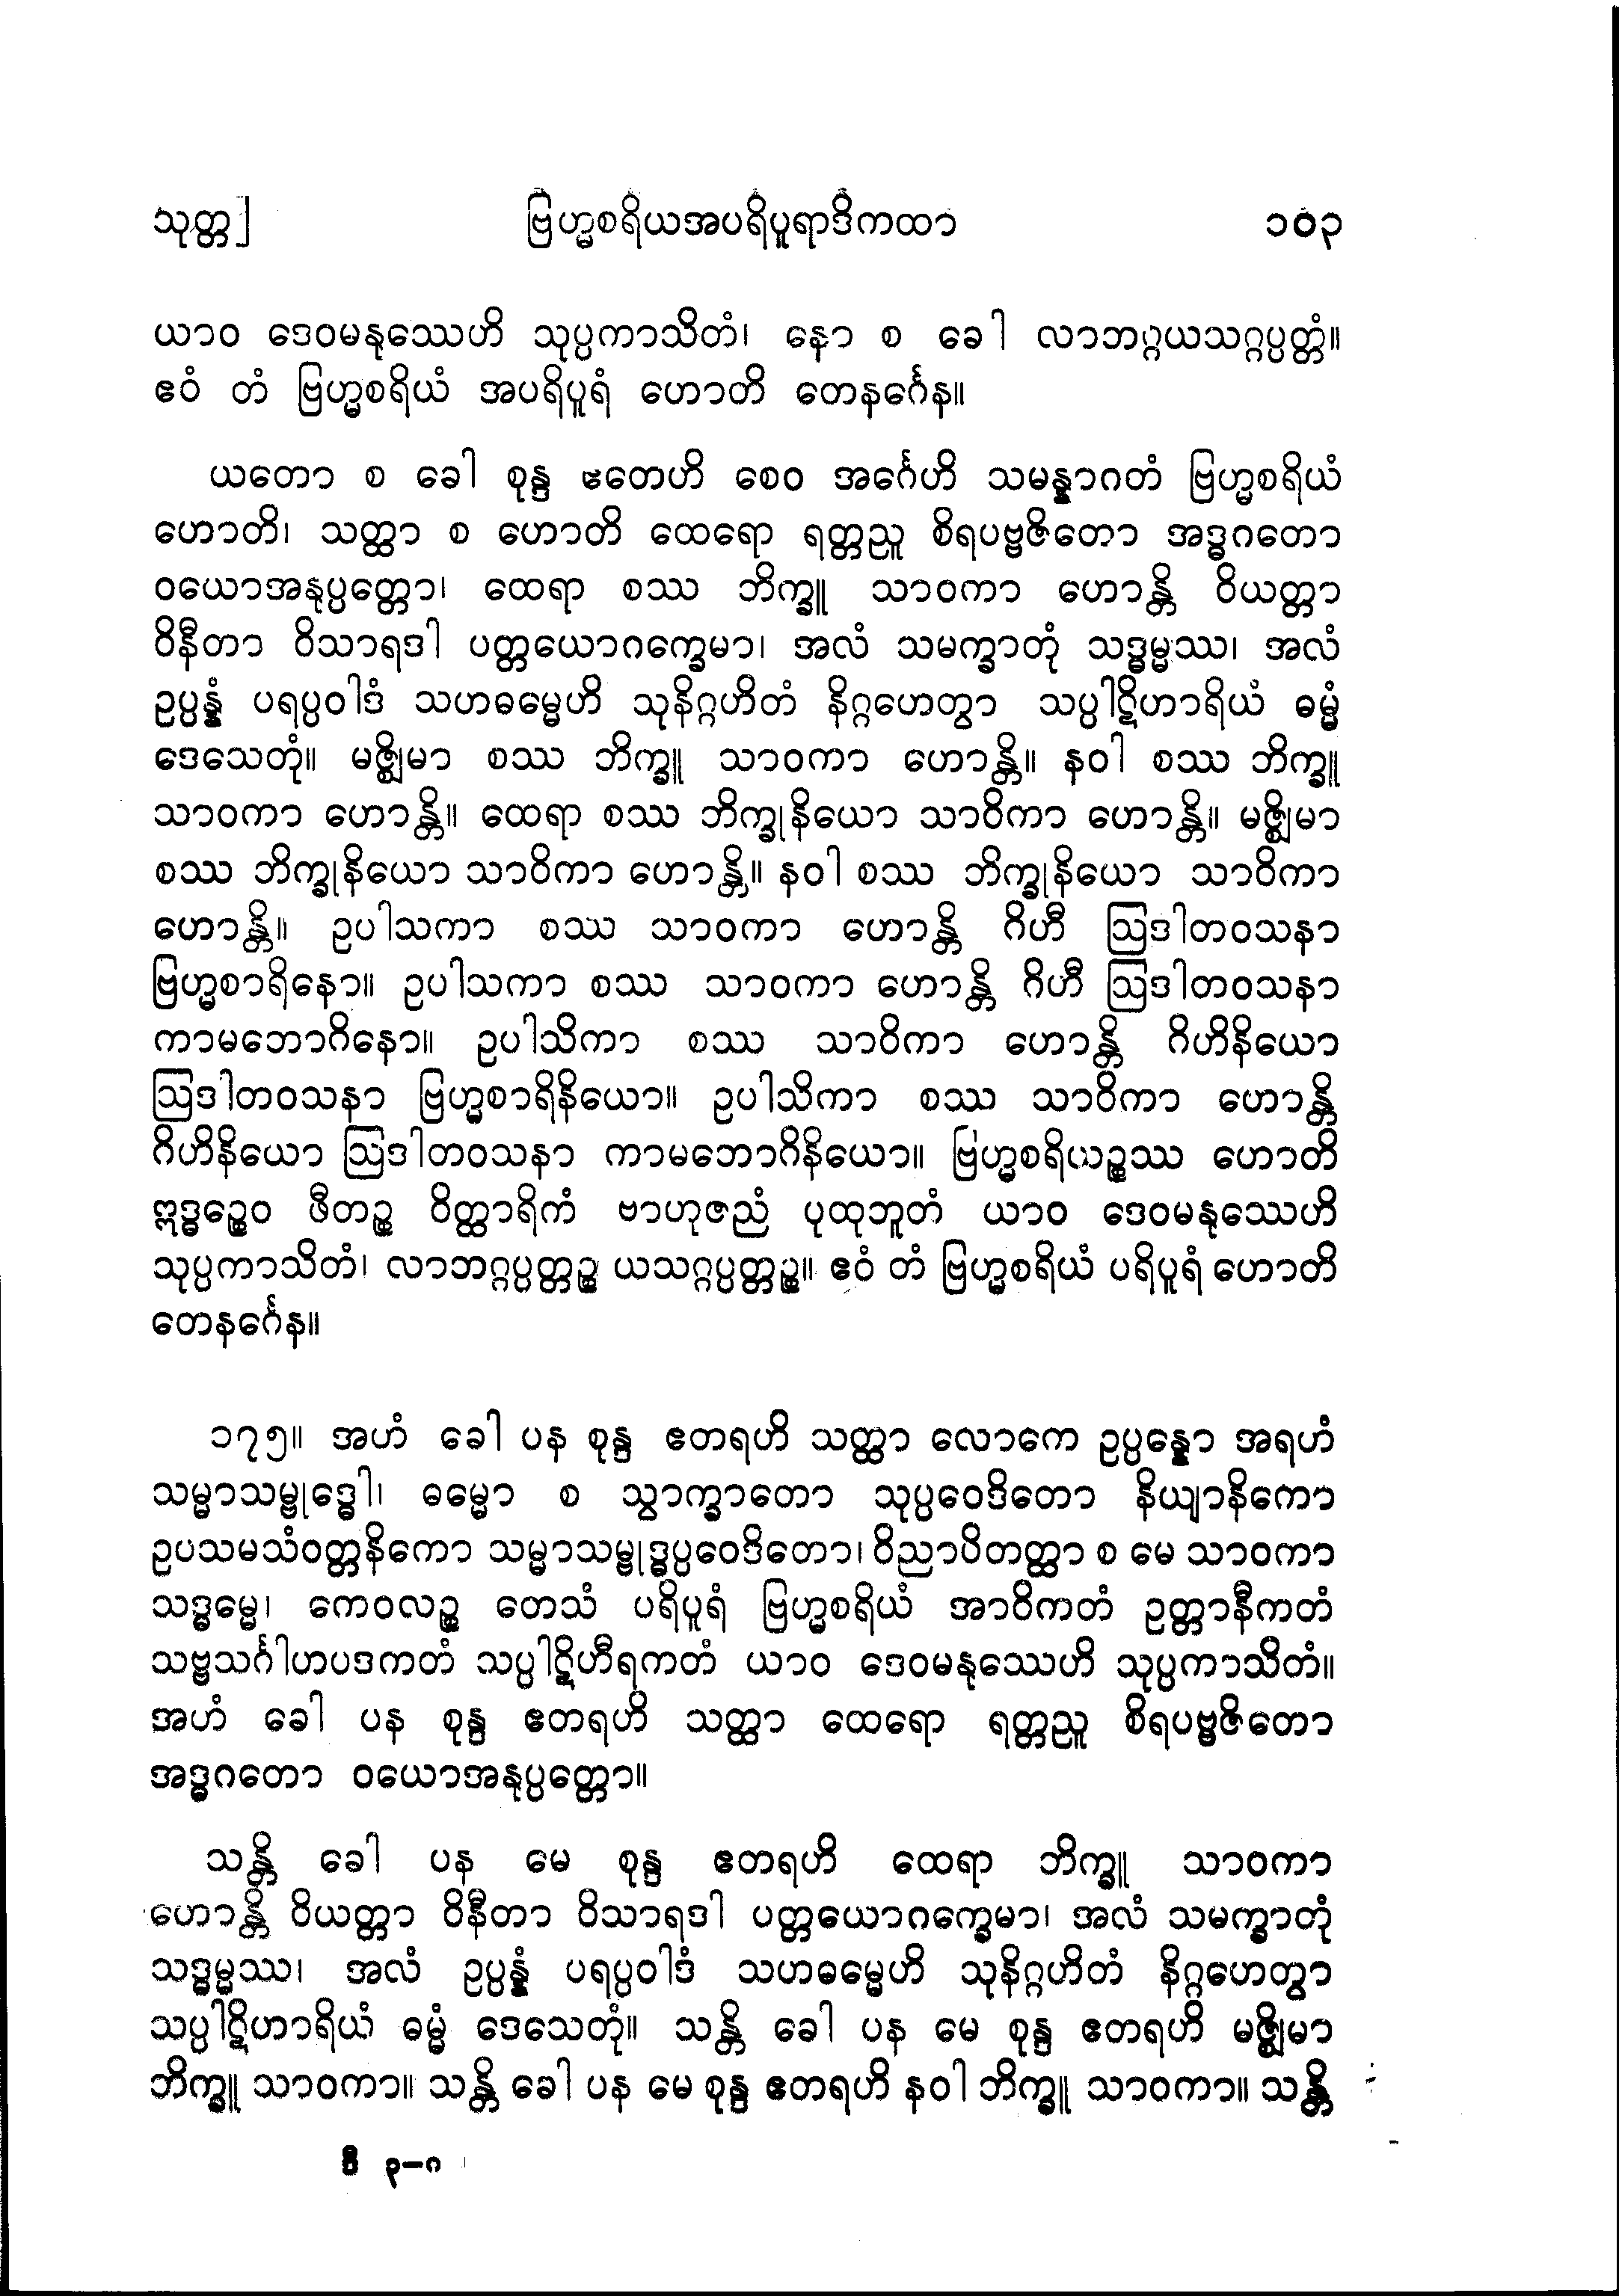 သုတ္တ]
ဗြဟ္မစရိယအပရိပူရာဒိကထာ
၁၀၃
ယာဝ ဒေဝမနုဿေဟိ သုပ္ပကာသိတံ၊ နော စ ခေါ လာဘဂ္ဂယသဂ္ဂပ္ပတ္တံ။
ဧဝံ တံ ဗြဟ္မစရိယံ အပရိပူရံ ဟောတိ တေနင်္ဂေန။
ယတော စ ခေါ စုန္ဒ ဧတေဟိ စေဝ အင်္ဂေဟိ သမန္နာဂတံ ဗြဟ္မစရိယံ
ဟောတိ၊ သတ္ထာ စ ဟောတိ ထေရော ရတ္တညူ စိရပဗ္ဗဇိတော အဒ္ဓဂတော
ဝယောအနုပ္ပတ္တော၊ ထေရာ စဿ ဘိက္ခူ သာဝကာ ဟောန္တိ ဝိယတ္တာ
ဝိနီတာ ဝိသာရဒါ ပတ္တယောဂက္ခေမာ၊ အလံ သမက္ခာတုံ သဒ္ဓမ္မဿ၊ အလံ
ဥပ္ပန္နံ ပရပ္ပဝါဒံ သဟဓမ္မေဟိ သုနိဂ္ဂဟိတံ နိဂ္ဂဟေတွာ သပ္ပါဋိဟာရိယံ ဓမ္မံ
ဒေသေတုံ။ မဇ္ဈိမာ စဿ ဘိက္ခူ သာဝကာ ဟောန္တိ။ နဝါ စဿ ဘိက္ခူ
သာဝကာ ဟောန္တိ။ ထေရာ စဿ ဘိက္ခုနိယော သာဝိကာ ဟောန္တိ။ မဇ္ဈိမာ
စဿ ဘိက္ခုနိယော သာဝိကာ ဟောန္တိ။ နဝါ စဿ ဘိက္ခုနိယော သာဝိကာ
ဟောန္တိ။ ဥပါသကာ စဿ သာဝကာ ဟောန္တိ ဂိဟီ ဩဒါတဝသနာ
ဗြဟ္မစာရိနော။ ဥပါသကာ စဿ သာဝကာ ဟောန္တိ ဂိဟီ ဩဒါတဝသနာ
ကာမဘောဂိနော။ ဥပါသိကာ စဿ သာဝိကာ ဟောန္တိ ဂိဟိနိယော
ဩဒါတဝသနာ ဗြဟ္မစာရိနိယော။ ဥပါသိကာ စဿ သာဝိကာ ဟောန္တိ
ဂိဟိနိယော ဩဒါတဝသနာ ကာမဘောဂိနိယော။ ဗြဟ္မစရိယဉ္စဿ ဟောတိ
ဣဒ္ဓဉ္စေဝ ဖီတဉ္စ ဝိတ္ထာရိကံ ဗာဟုဇညံ ပုထုဘူတံ ယာဝ ဒေဝမနုဿေဟိ
သုပ္ပကာသိတံ၊ လာဘဂ္ဂပ္ပတ္တဉ္စ ယသဂ္ဂပ္ပတ္တဉ္စ။ ဧဝံ တံ ဗြဟ္မစရိယံ ပရိပူရံ ဟောတိ
တေနင်္ဂေန။
၁၇၅။ အဟံ ခေါ ပန စုန္ဒ ဧတရဟိ သတ္ထာ လောကေ ဥပ္ပန္နော အရဟံ
သမ္မာသမ္ဗုဒ္ဓေါ၊ ဓမ္မော စ သွာက္ခာတော သုပ္ပဝေဒိတော နိယျာနိကော
ဥပသမသံဝတ္တနိကော သမ္မာသမ္ဗုဒ္ဓပ္ပဝေဒိတော၊ ဝိညာပိတတ္ထာ စ မေ သာဝကာ
သဒ္ဓမ္မေ၊ ကေဝလဉ္စ တေသံ ပရိပူရံ ဗြဟ္မစရိယံ အာဝိကတံ ဥတ္တာနီကတံ
သဗ္ဗသင်္ဂါဟပဒကတံ သပ္ပါဋိဟီရကတံ ယာဝ ဒေဝမနုဿေဟိ သုပ္ပကာသိတံ။
အဟံ ခေါ ပန စုန္ဒ ဧတရဟိ သတ္ထာ ထေရော ရတ္တညူ စိရပဗ္ဗဇိတော
အဒ္ဓဂတော ဝယောအနုပ္ပတ္တော။
သန္တိ ခေါ ပန မေ စုန္ဒ ဧတရဟိ ထေရာ ဘိက္ခူ သာဝကာ
ဟောန္တိ ဝိယတ္တာ ဝိနီတာ ဝိသာရဒါ ပတ္တယောဂက္ခေမာ၊ အလံ သမက္ခာတုံ
သဒ္ဓမ္မဿ၊ အလံ ဥပ္ပန္နံ ပရပ္ပဝါဒံ သဟဓမ္မေဟိ သုနိဂ္ဂဟိတံ နိဂ္ဂဟေတွာ
သပ္ပါဋိဟာရိယံ ဓမ္မံ ဒေသေတုံ။ သန္တိ ခေါ ပန မေ စုန္ဒ ဧတရဟိ မဇ္ဈိမာ
ဘိက္ခူ သာဝကာ။ သန္တိ ခေါ ပန မေ စုန္ဒ ဧတရဟိ နဝါ ဘိက္ခူ သာဝကာ။ သန္တိ
ဒီ ၃–ဂ